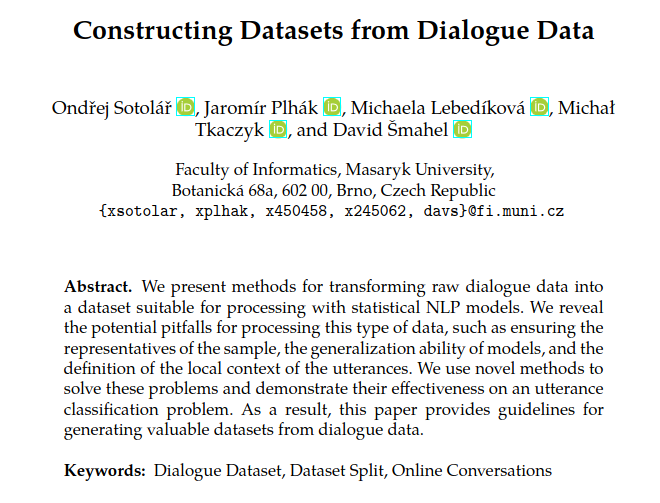 Constructing Datasets from Dialogue Data
Ondřej Sotolář iD, Jaromír Plhák iD, Michaela Lebedíková iD, Michał
Tkaczyk iD, and David Šmahel iD
Faculty of Informatics, Masaryk University,
Botanická 68a, 602 00, Brno, Czech Republic
{xsotolar, xplhak, x450458, x245062, davs}@fi.muni.cz
Abstract. We present methods for transforming raw dialogue data into
a dataset suitable for processing with statistical NLP models. We reveal
the potential pitfalls for processing this type of data, such as ensuring the
representatives of the sample, the generalization ability of models, and the
definition of the local context of the utterances. We use novel methods to
solve these problems and demonstrate their effectiveness on an utterance
classification problem. As a result, this paper provides guidelines for
generating valuable datasets from dialogue data.
Keywords: Dialogue Dataset, Dataset Split, Online Conversations